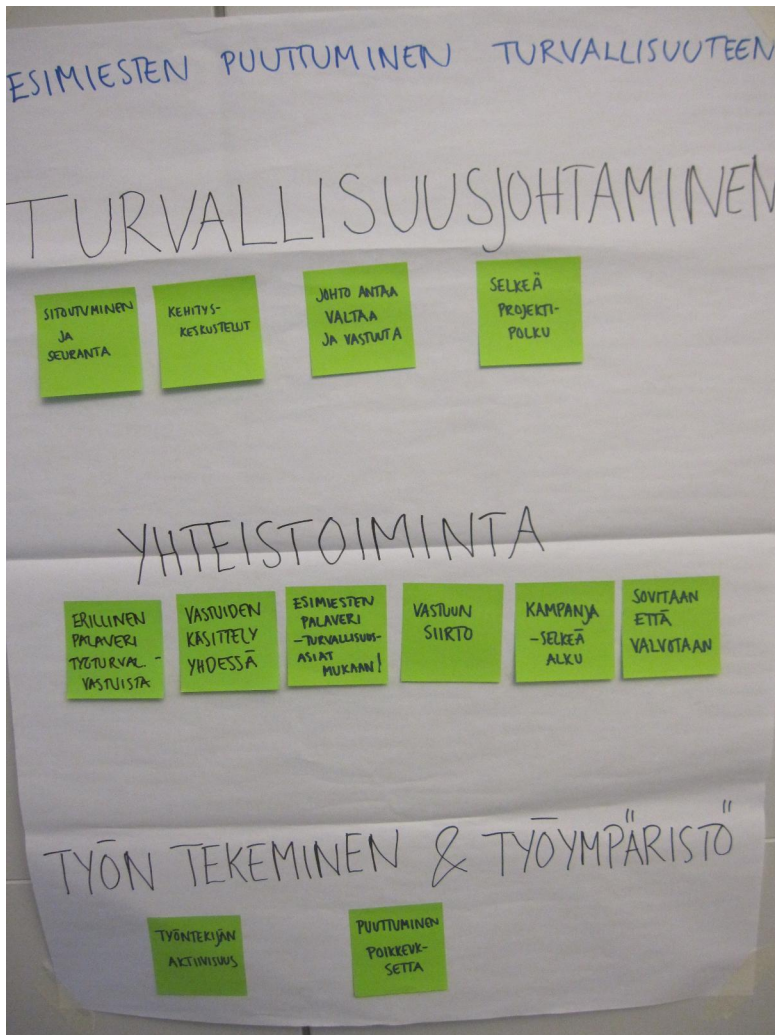 ESIMIESTEN PUUTTUMINEN TURVALLISUUTEEN
TURVALLISUUSJOHTAMINEN
SITOUTUMINEN
JA
SEURANTA
KEHITYS-
KESKUSTELUT
JOHTO ANTAA
VALTAA
JA VASTUUTA
SELKEÄ
PROJEKTI-
POLKU
YHTEISTOIMINTA
ERILLINEN
PALAVERI
TYÖTURVAL-
VASTUISTA
VASTUIDEN
KÄSITTELY
YHDESSÄ
ESIMIESTEN
PALAVERI
-TURVALLISUUS-
ASIAT
MUKAAN!
VASTUUN
SIIRTO
KAMPANJA
-SELKEÄ
ALKU
SOVITAAN
ETTÄ
VALVOTAAN
TYÖN TEKEMINEN & TYÖYMPÄRISTÖ
TYÖNTEKIJÄN
AKTIIVISUUS
PUUTTUMINEN
POIKKEUK-
SETTA